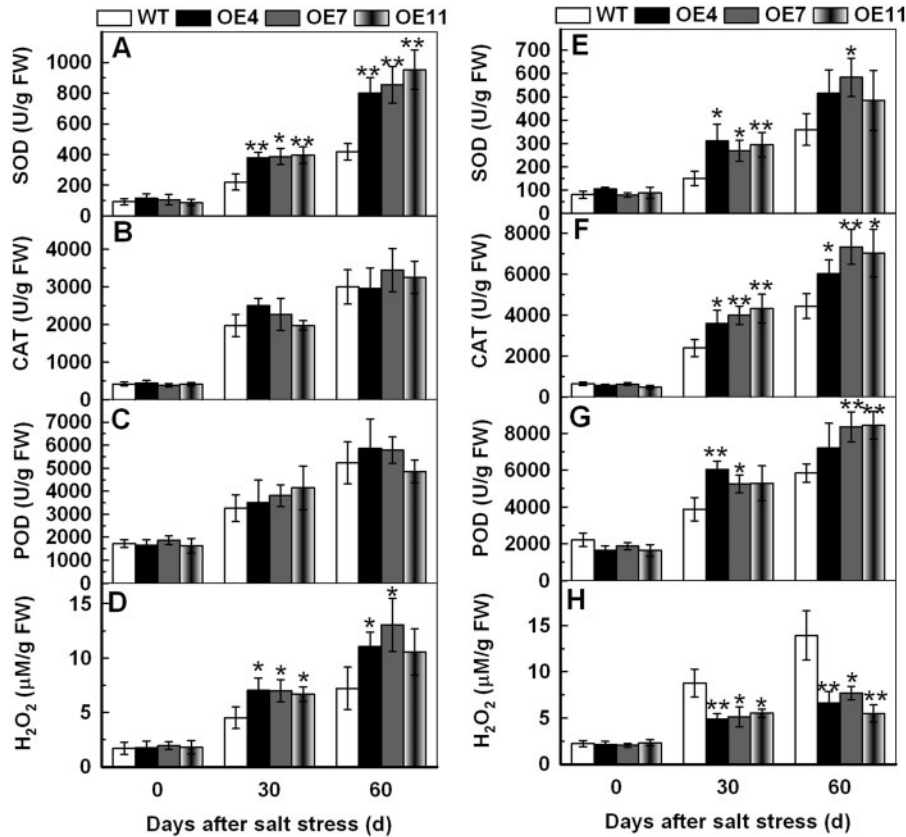 WT OE4 OE7 OE11
A
SOD (U/g FW)
1000
800
600
400
200
0
** * **
** ** **
B
CAT (U/g FW)
4000
3000
2000
1000
0
C
POD (U/g FW)
7000
6000
5000
4000
3000
2000
1000
0
D
H₂O₂ (µM/g FW)
15
10
5
0
* * *
* *
0 30 60
Days after salt stress (d)
WT OE4 OE7 OE11
E
SOD (U/g FW)
700
600
500
400
300
200
100
0
* * **
*
F
CAT (U/g FW)
8000
6000
4000
2000
0
* ** **
* ** *
G
POD (U/g FW)
8000
6000
4000
2000
0
** *
** **
H
H₂O₂ (µM/g FW)
15
10
5
0
** * *
** * **
0 30 60
Days after salt stress (d)